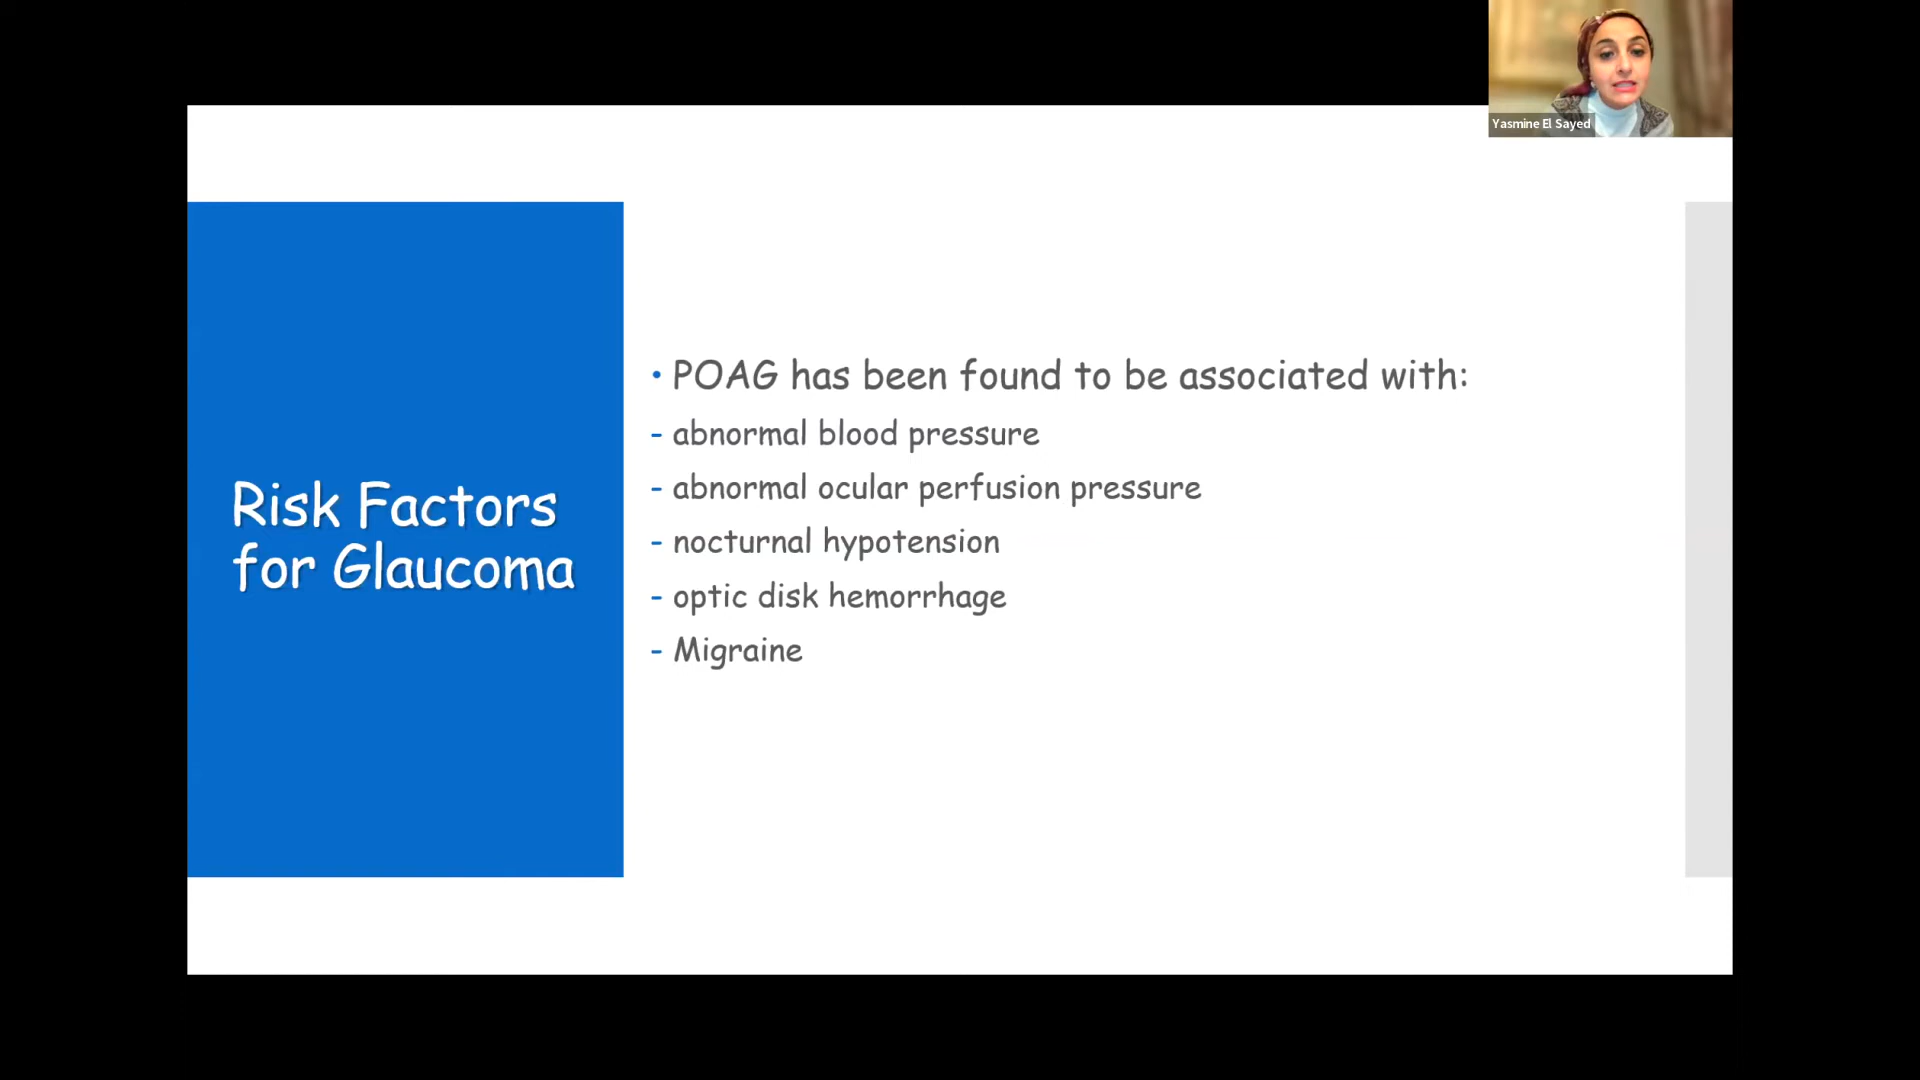 Yasmine El Sayed
Risk Factors
for Glaucoma
• POAG has been found to be associated with:
- abnormal blood pressure
- abnormal ocular perfusion pressure
- nocturnal hypotension
- optic disk hemorrhage
- Migraine